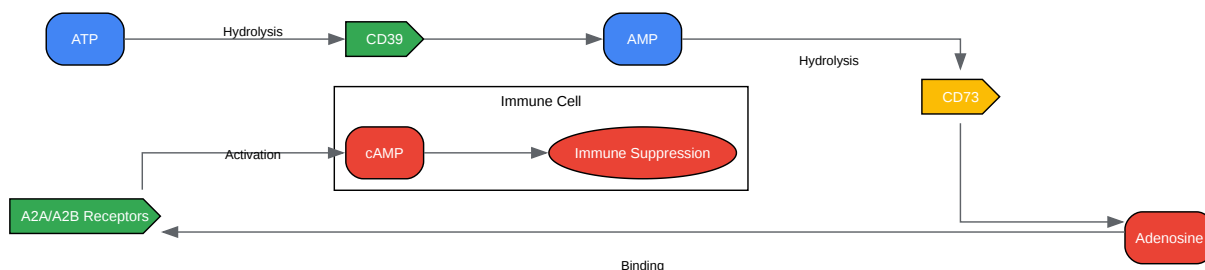 ATP
Hydrolysis
CD39
AMP
Hydrolysis
CD73
Immune Cell
Activation
cAMP
Immune Suppression
A2A/A2B Receptors
Adenosine
Binding